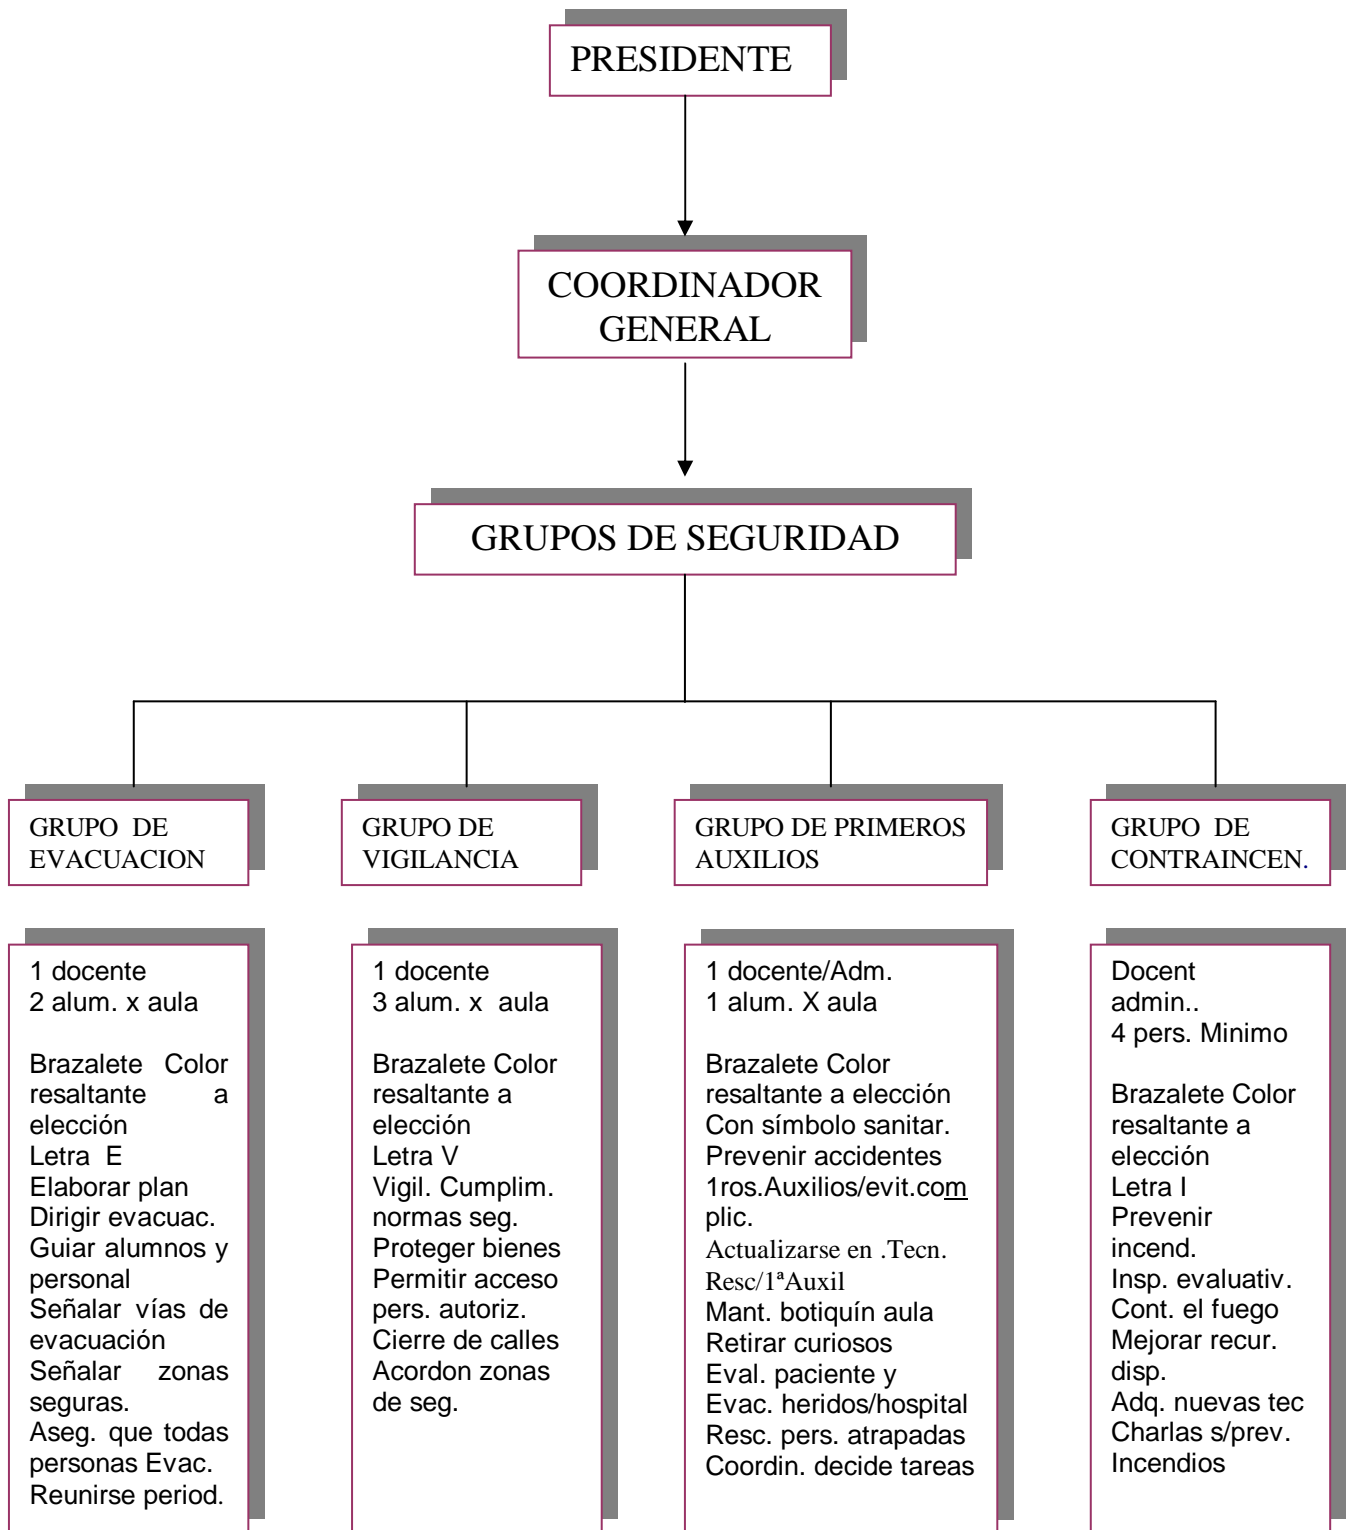 PRESIDENTE
COORDINADOR
GENERAL
GRUPOS DE SEGURIDAD
GRUPO DE
EVACUACION
GRUPO DE
VIGILANCIA
GRUPO DE PRIMEROS
AUXILIOS
GRUPO DE
CONTRAINCEN.
1 docente
2 alum. x aula
Brazalete Color
resaltante a
elección
Letra E
Elaborar plan
Dirigir evacuac.
Guiar alumnos y
personal
Señalar vías de
evacuación
Señalar zonas
seguras.
Aseg. que todas
personas Evac.
Reunirse period.
1 docente
3 alum. x aula
Brazalete Color
resaltante a
elección
Letra V
Vigil. Cumplim.
normas seg.
Proteger bienes
Permitir acceso
pers. autoriz.
Cierre de calles
Acordon zonas
de seg.
1 docente/Adm.
1 alum. X aula
Brazalete Color
resaltante a elección
Con símbolo sanitar.
Prevenir accidentes
1ros.Auxilios/evit.com
plic.
Actualizarse en .Tecn.
Resc/1ªAuxil
Mant. botiquín aula
Retirar curiosos
Eval. paciente y
Evac. heridos/hospital
Resc. pers. atrapadas
Coordin. decide tareas
Docent
admin..
4 pers. Minimo
Brazalete Color
resaltante a
elección
Letra I
Prevenir
incend.
Insp. evaluativ.
Cont. el fuego
Mejorar recur.
disp.
Adq. nuevas tec
Charlas s/prev.
Incendios